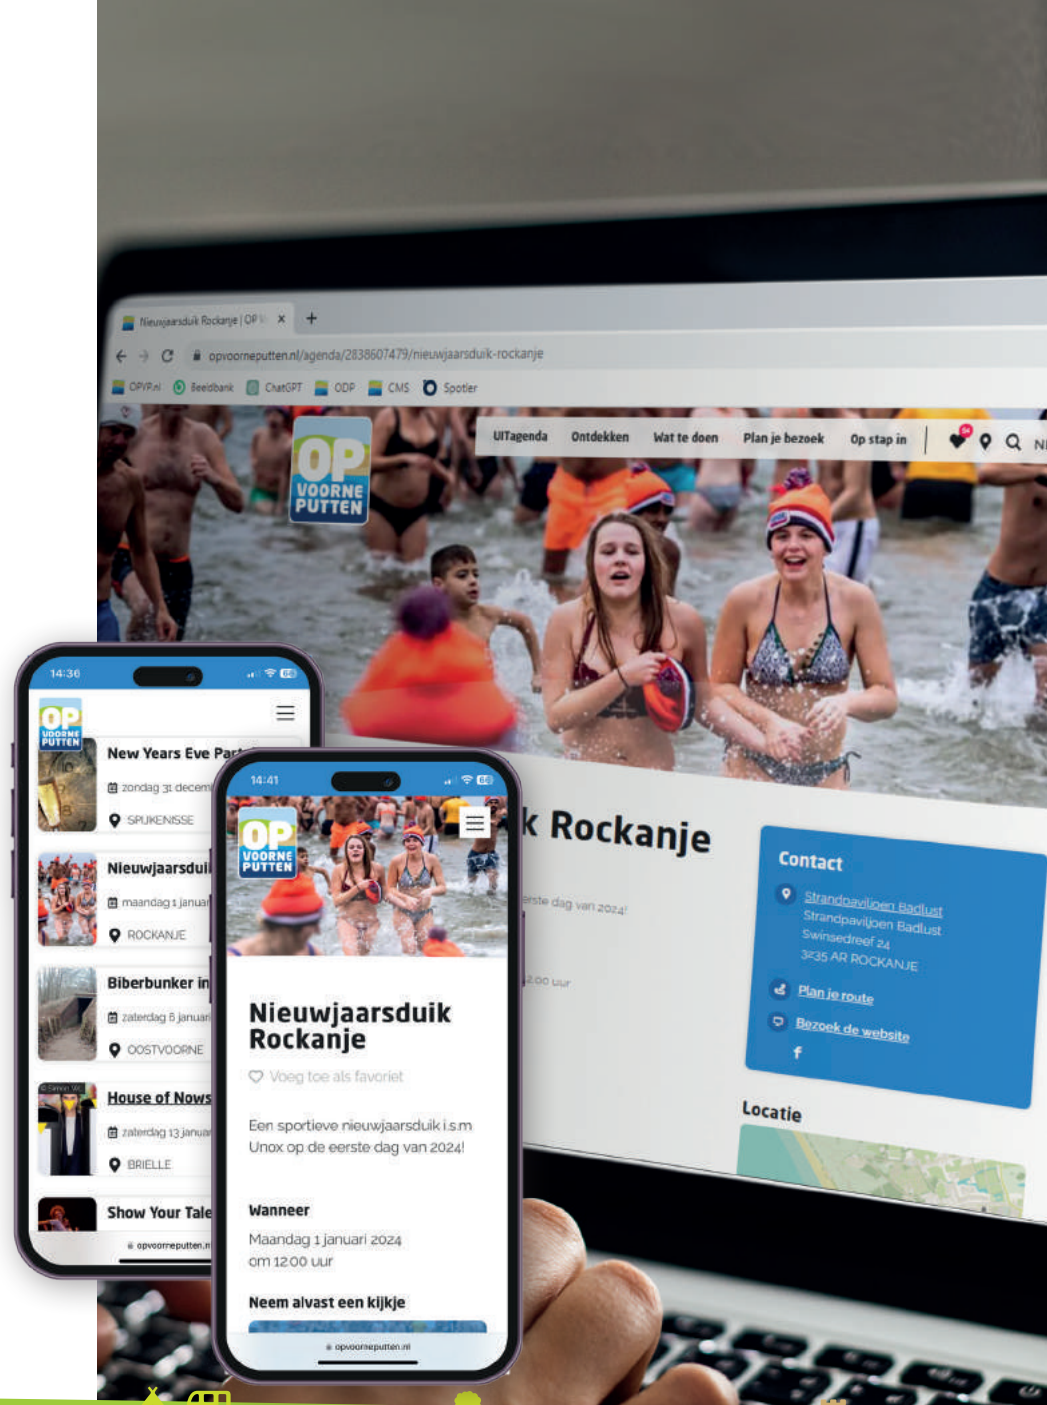 Nieuwjaarsduik Rockanje | OP V
opvoorneputten.nl/agenda/2838607479/nieuwjaarsduik-rockanje
OPVP.nl
Beeldbank
ChatGPT
ODP
CMS
Spotler
OP
VOORNE
PUTTEN
UITagenda
Ontdekken
Wat te doen
Plan je bezoek
Op stap in
k Rockanje
eerste dag van 2024!
12.00 uur
Contact
Strandpaviljoen Badlust
Strandpaviljoen Badlust
Swinsedreef 24
3235 AR ROCKANJE
Plan je route
Bezoek de website
Locatie
14:36
OP
VOORNE
PUTTEN
New Years Eve Part
zondag 31 decem
SPIJKENISSE
Nieuwjaarsdui
maandag 1 januar
ROCKANJE
Biberbunker in
zaterdag 6 januari
OOSTVOORNE
House of Nows
zaterdag 13 januar
BRIELLE
Show Your Tale
opvoorneputten.n
14:41
OP
VOORNE
PUTTEN
Nieuwjaarsduik
Rockanje
Voeg toe als favoriet
Een sportieve nieuwjaarsduik i.s.m
Unox op de eerste dag van 2024!
Wanneer
Maandag 1 januari 2024
om 12:00 uur
Neem alvast een kijkje
opvoorneputten.nl